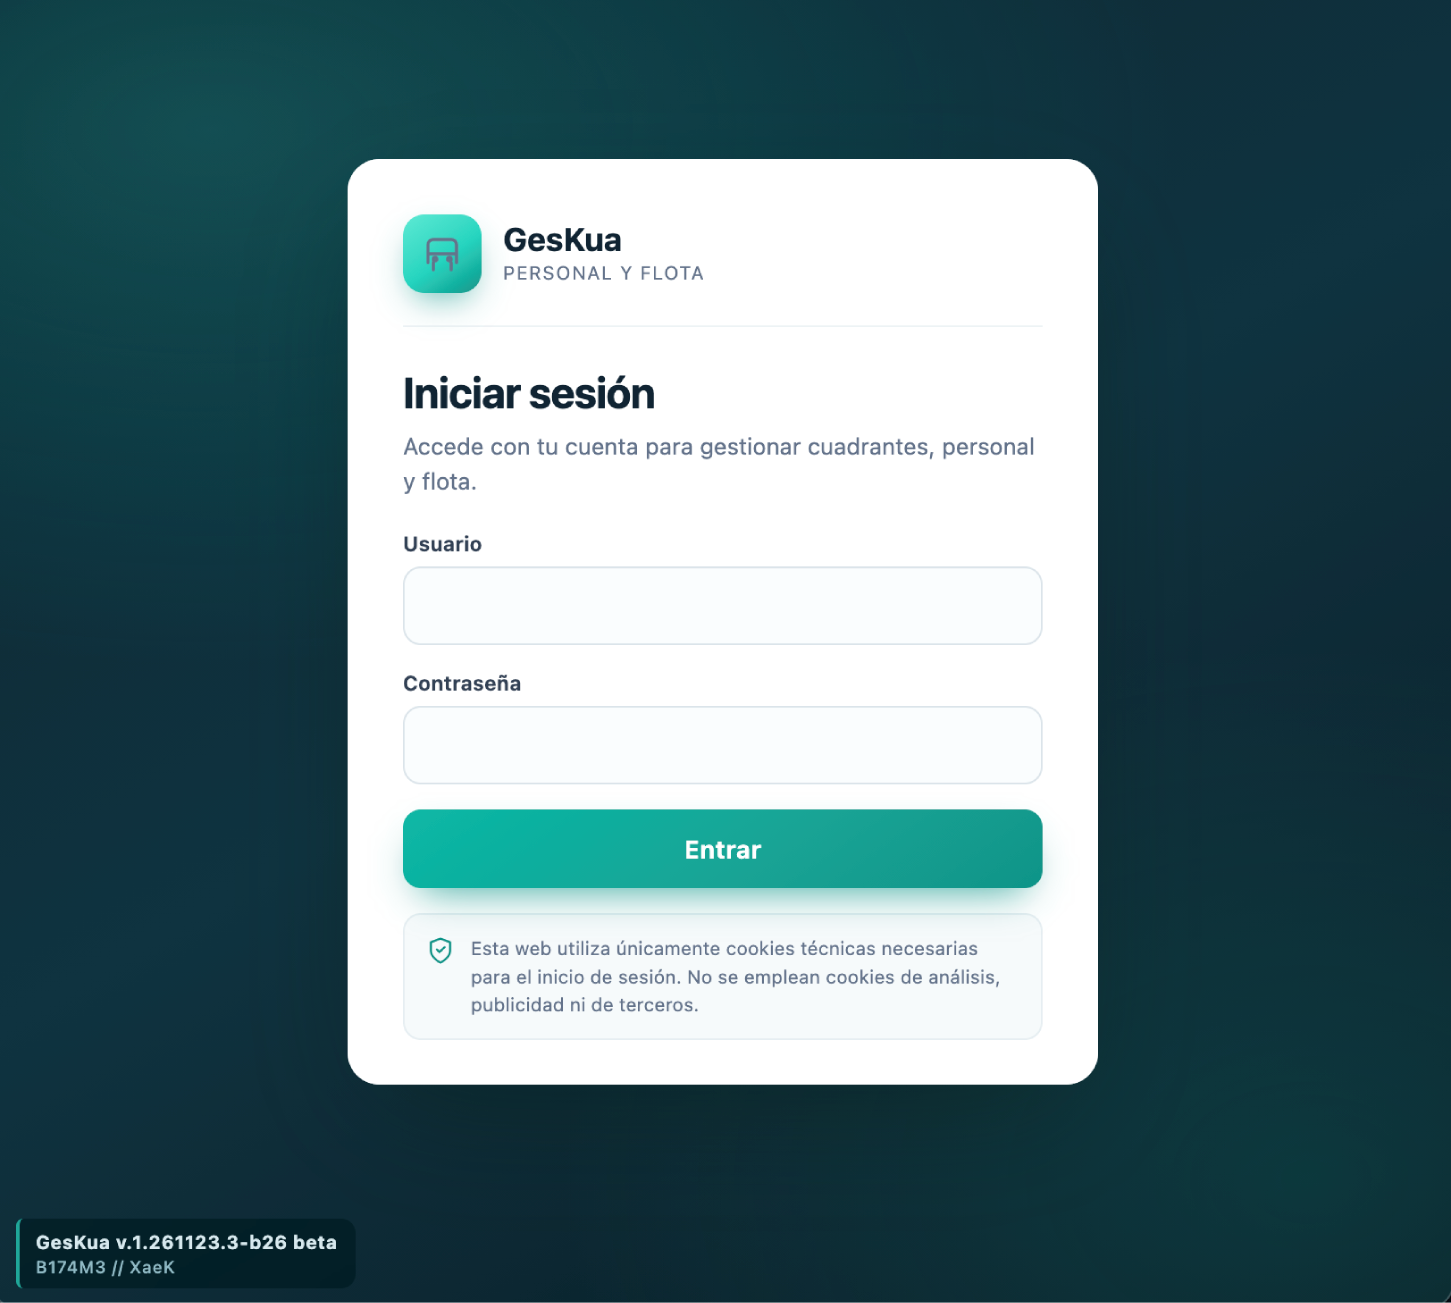 GesKua
PERSONAL Y FLOTA
Iniciar sesión
Accede con tu cuenta para gestionar cuadrantes, personal
y flota.
Usuario
Contraseña
Entrar
Esta web utiliza únicamente cookies técnicas necesarias
para el inicio de sesión. No se emplean cookies de análisis,
publicidad ni de terceros.
GesKua v.1.261123.3-b26 beta
B174M3 // XaeK